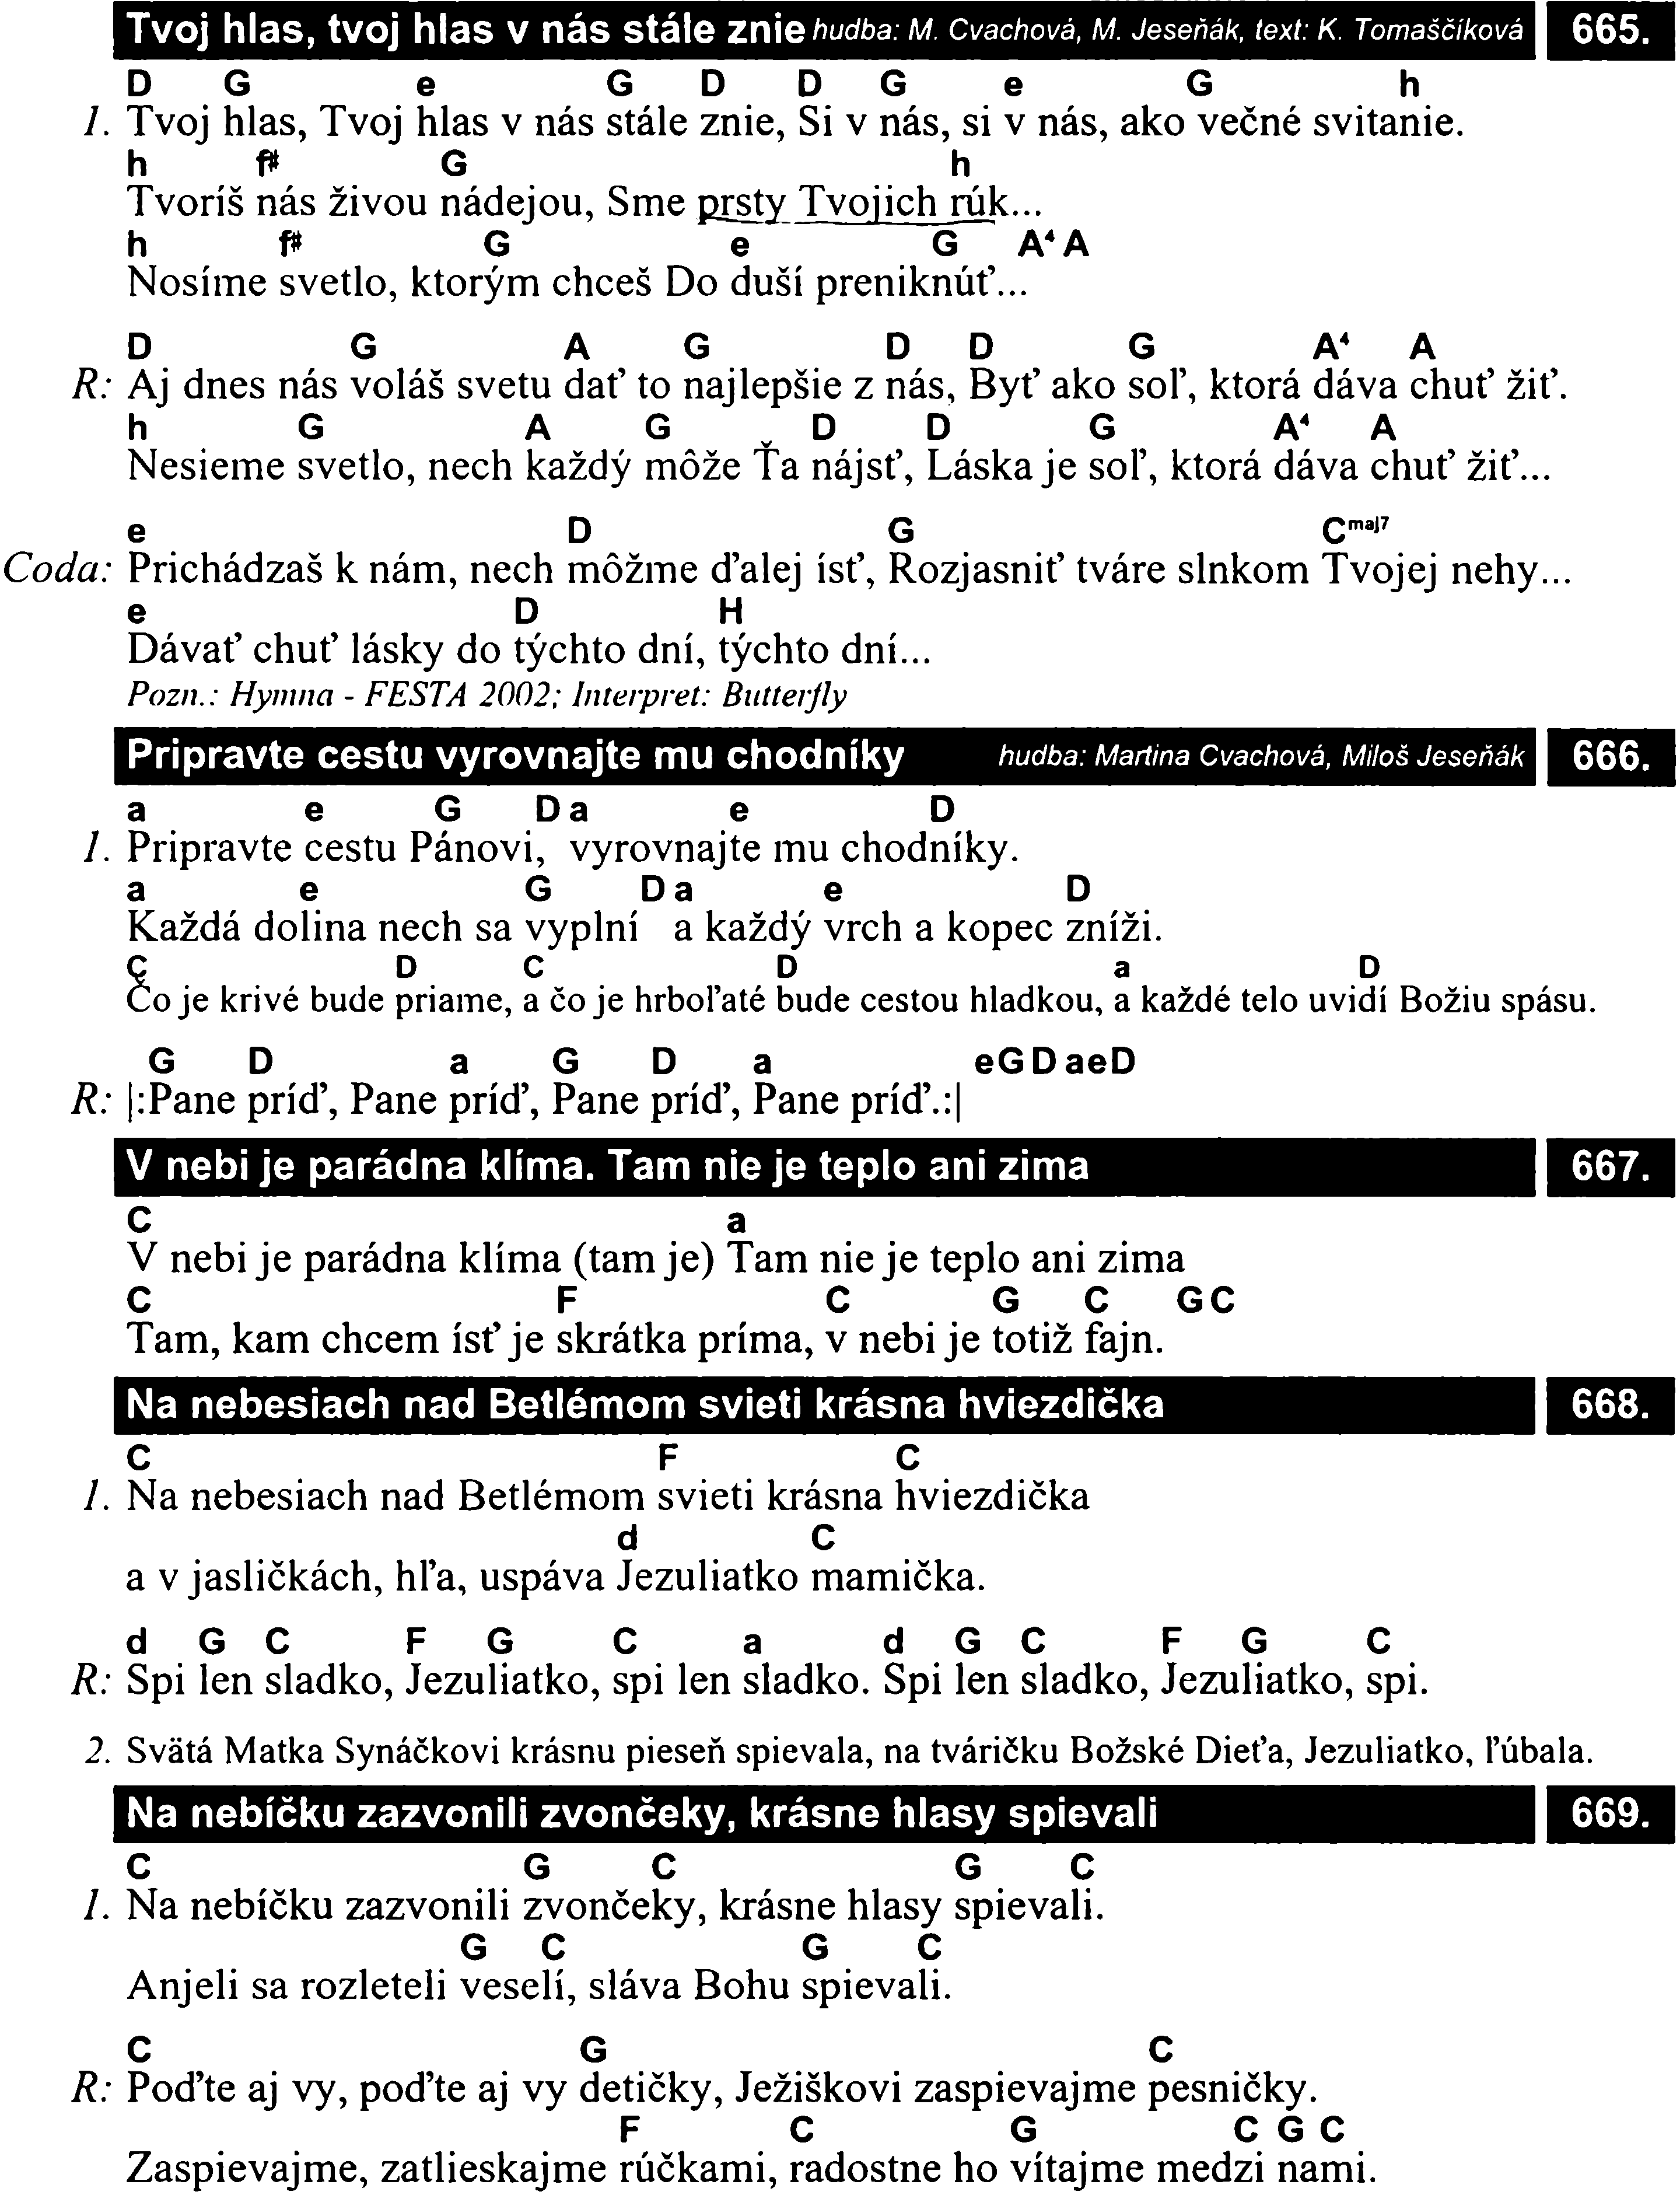 Tvoj hlas, tvoj hlas v nás stále znie hudba: M. Cvachová, M. Jeseňák, text: K. Tomaščíková 665.
D G e G D D G e G h
1. Tvoj hlas, Tvoj hlas v nás stále znie, Si v nás, si v nás, ako večné svitanie.
h f# G h
Tvoríš nás živou nádejou, Sme prsty Tvojich rúk...
h f# G e G A⁴ A
Nosíme svetlo, ktorým chceš Do duší preniknúť...
D G A G D D G A⁴ A
R: Aj dnes nás voláš svetu dať to najlepšie z nás, Byť ako soľ, ktorá dáva chuť žiť.
h G A G D D G A⁴ A
Nesieme svetlo, nech každý môže Ťa nájsť, Láska je soľ, ktorá dáva chuť žiť...
e D G Cmaj7
Coda: Prichádzaš k nám, nech môžme ďalej ísť, Rozjasniť tváre slnkom Tvojej nehy...
e D H
Dávať chuť lásky do týchto dní, týchto dní...
Pozn.: Hymna - FESTA 2002; Interpret: Butterfly
Pripravte cestu vyrovnajte mu chodníky hudba: Martina Cvachová, Miloš Jeseňák 666.
a e G D a e D
1. Pripravte cestu Pánovi, vyrovnajte mu chodníky.
a e G D a e D
Každá dolina nech sa vyplní a každý vrch a kopec zníži.
C D C D a D
Čo je krivé bude priame, a čo je hrboľaté bude cestou hladkou, a každé telo uvidí Božiu spásu.
G D a G D a e G D a e D
R: |:Pane príď, Pane príď, Pane príď, Pane príď.:|
V nebi je parádna klíma. Tam nie je teplo ani zima 667.
C a
V nebi je parádna klíma (tam je) Tam nie je teplo ani zima
C F C G C G C
Tam, kam chcem ísť je skrátka príma, v nebi je totiž fajn.
Na nebesiach nad Betlémom svieti krásna hviezdička 668.
C F C
1. Na nebesiach nad Betlémom svieti krásna hviezdička
d C
a v jasličkách, hľa, uspáva Jezuliatko mamička.
d G C F G C a d G C F G C
R: Spi len sladko, Jezuliatko, spi len sladko. Spi len sladko, Jezuliatko, spi.
2. Svätá Matka Synáčkovi krásnu pieseň spievala, na tváričku Božské Dieťa, Jezuliatko, ľúbala.
Na nebíčku zazvonili zvončeky, krásne hlasy spievali 669.
C G C G C
1. Na nebíčku zazvonili zvončeky, krásne hlasy spievali.
G C G C
Anjeli sa rozleteli veselí, sláva Bohu spievali.
C G C
R: Poďte aj vy, poďte aj vy detičky, Ježiškovi zaspievajme pesničky.
F C G C G C
Zaspievajme, zatlieskajme rúčkami, radostne ho vítajme medzi nami.